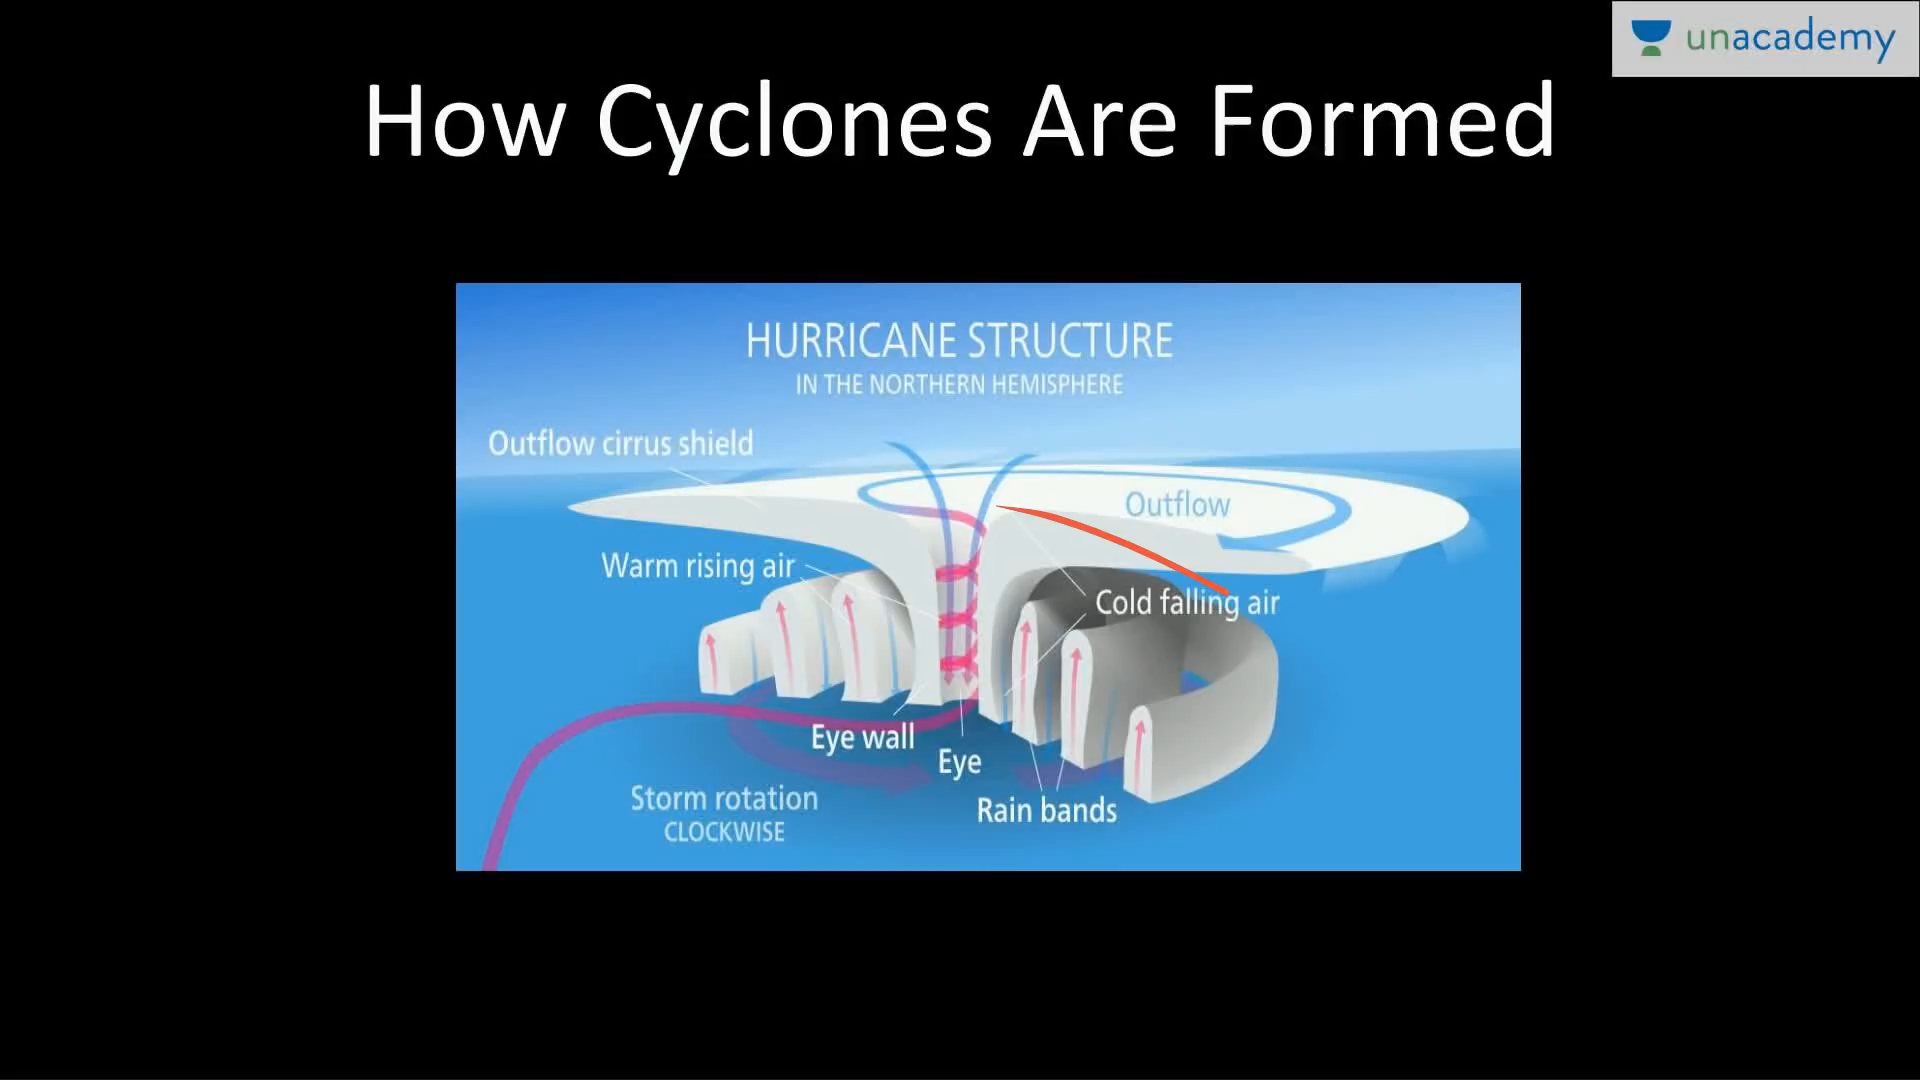 unacademy
How Cyclones Are Formed
HURRICANE STRUCTURE
IN THE NORTHERN HEMISPHERE
Outflow cirrus shield
Outflow
Warm rising air
Cold falling air
Eye wall
Eye
Storm rotation
CLOCKWISE
Rain bands